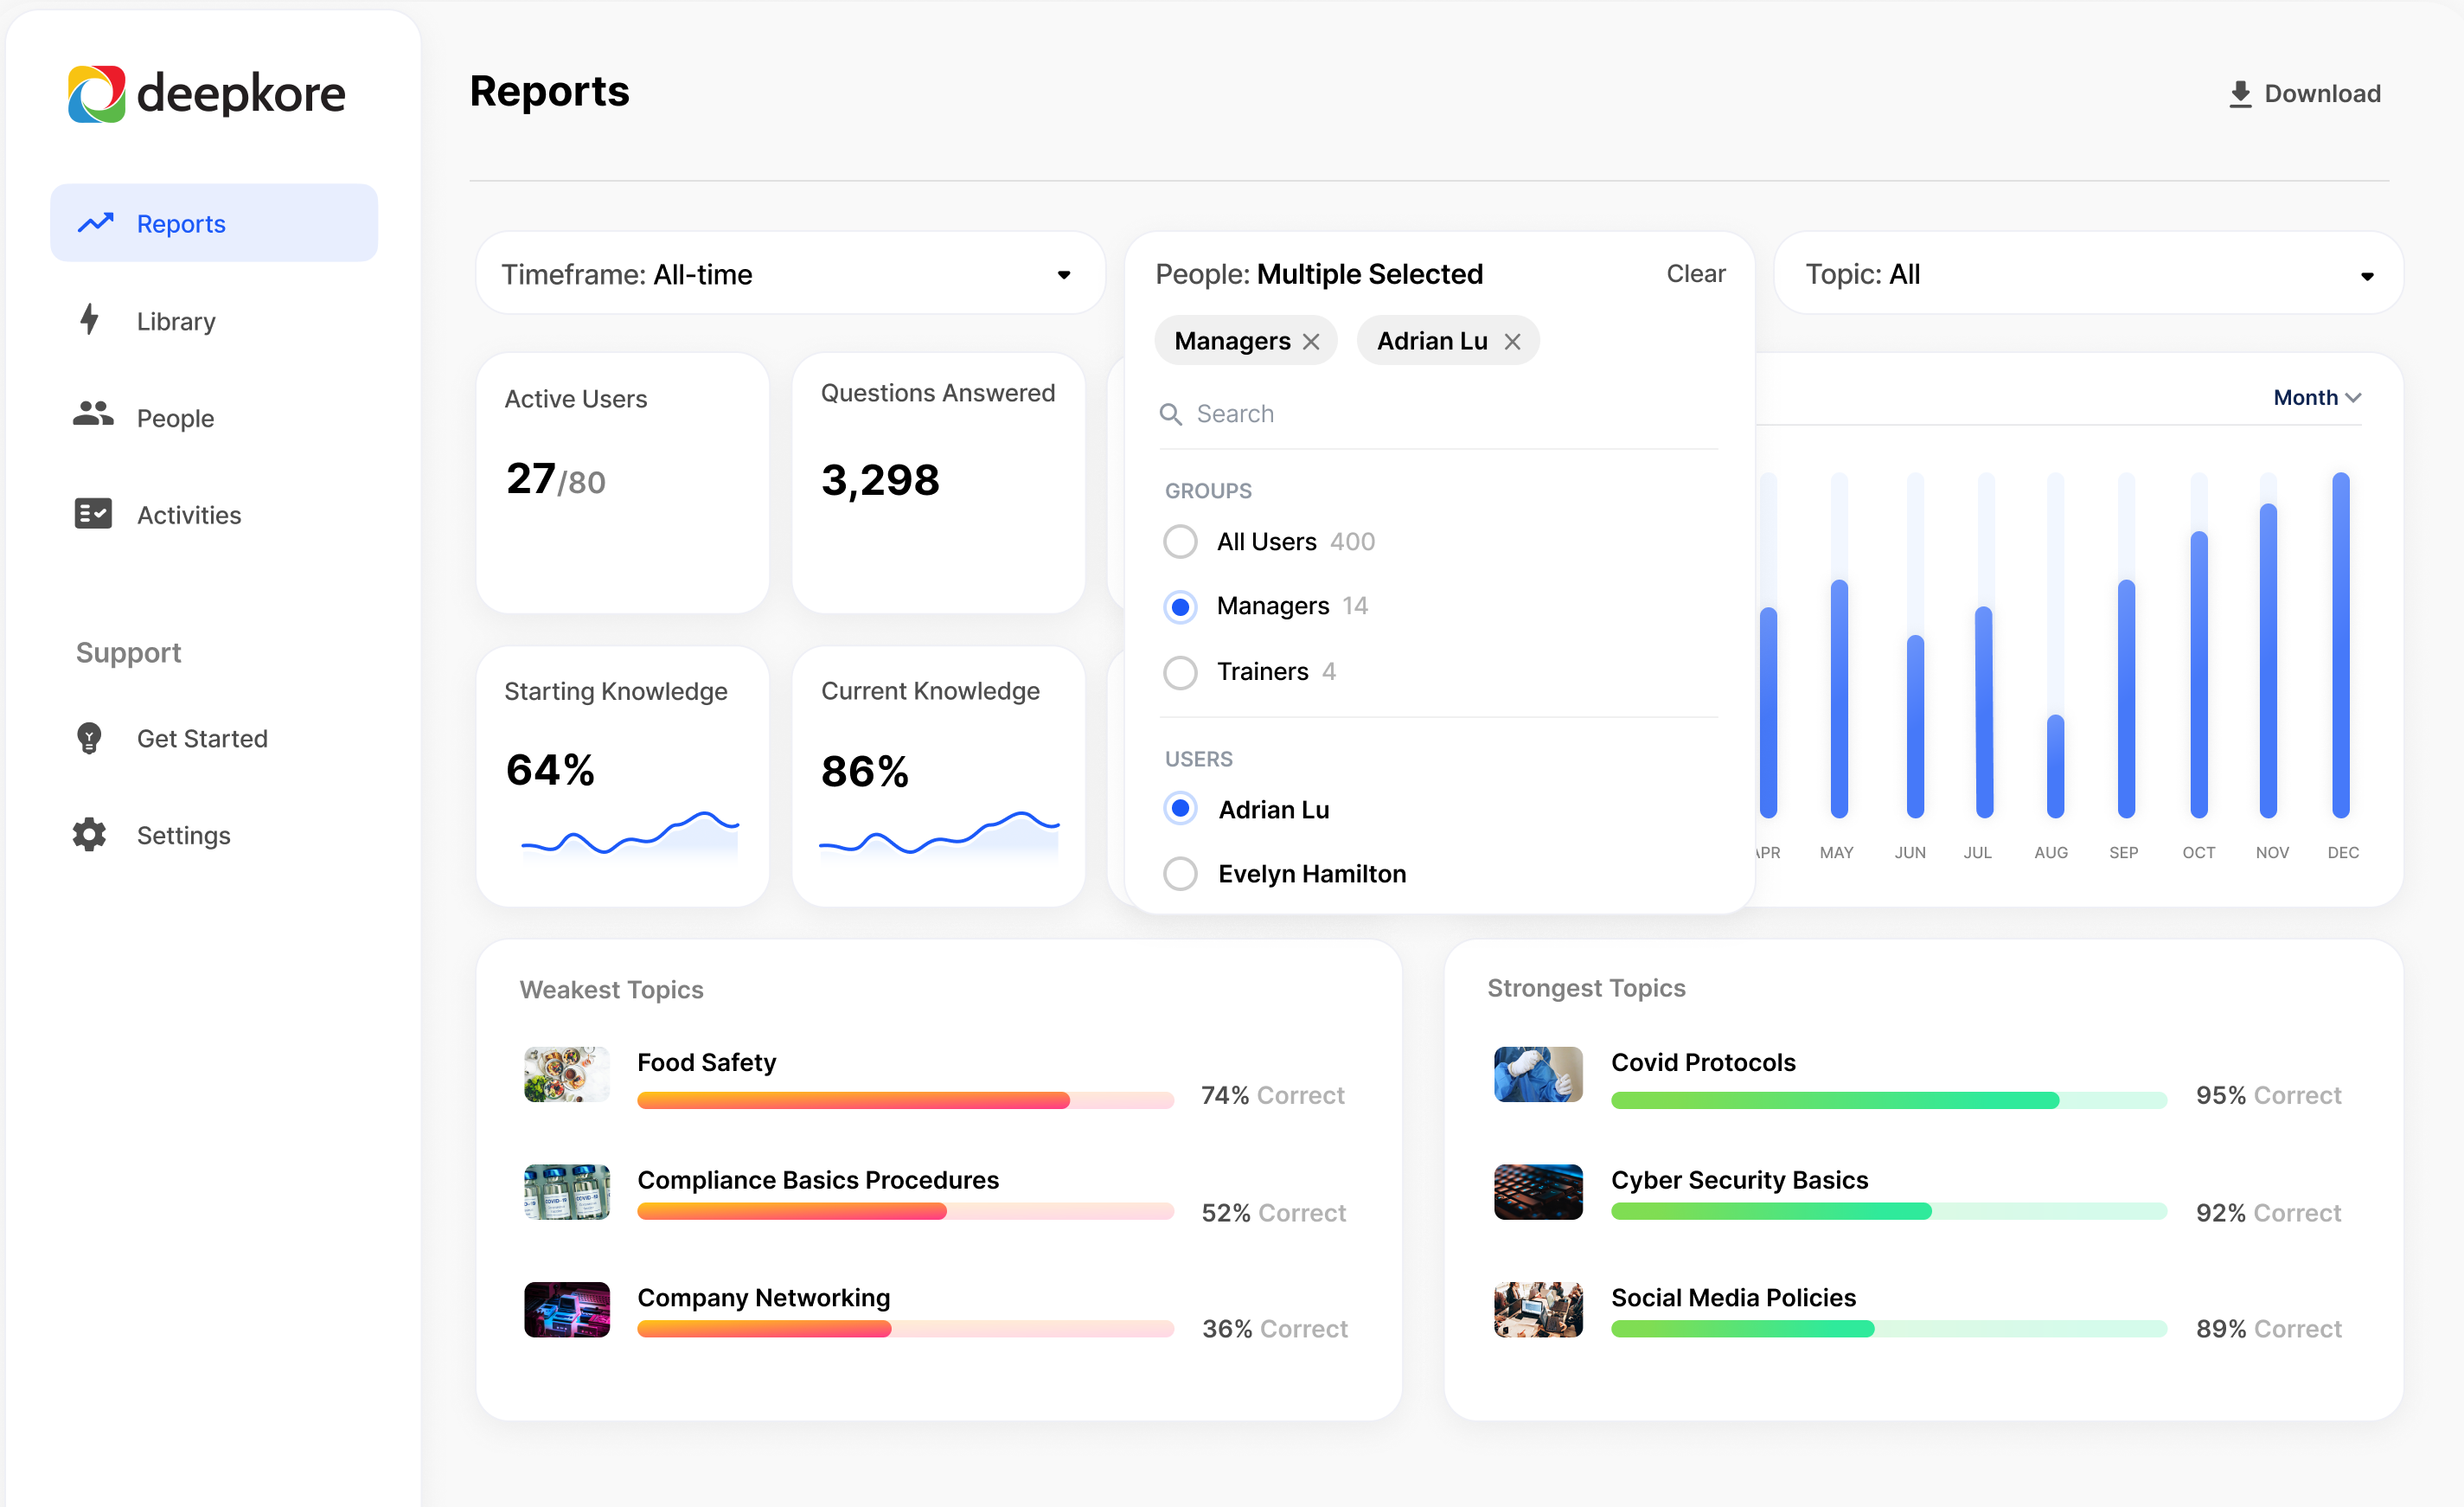 deepkore
Reports
Library
People
Activities
Support
Get Started
Settings
Reports
Download
Timeframe: All-time
People: Multiple Selected
Clear
Managers
Adrian Lu
Search
GROUPS
All Users 400
Managers 14
Trainers 4
USERS
Adrian Lu
Evelyn Hamilton
Topic: All
Active Users
27/80
Questions Answered
3,298
Starting Knowledge
64%
Current Knowledge
86%
Month
APR MAY JUN JUL AUG SEP OCT NOV DEC
Weakest Topics
Food Safety
74% Correct
Compliance Basics Procedures
52% Correct
Company Networking
36% Correct
Strongest Topics
Covid Protocols
95% Correct
Cyber Security Basics
92% Correct
Social Media Policies
89% Correct